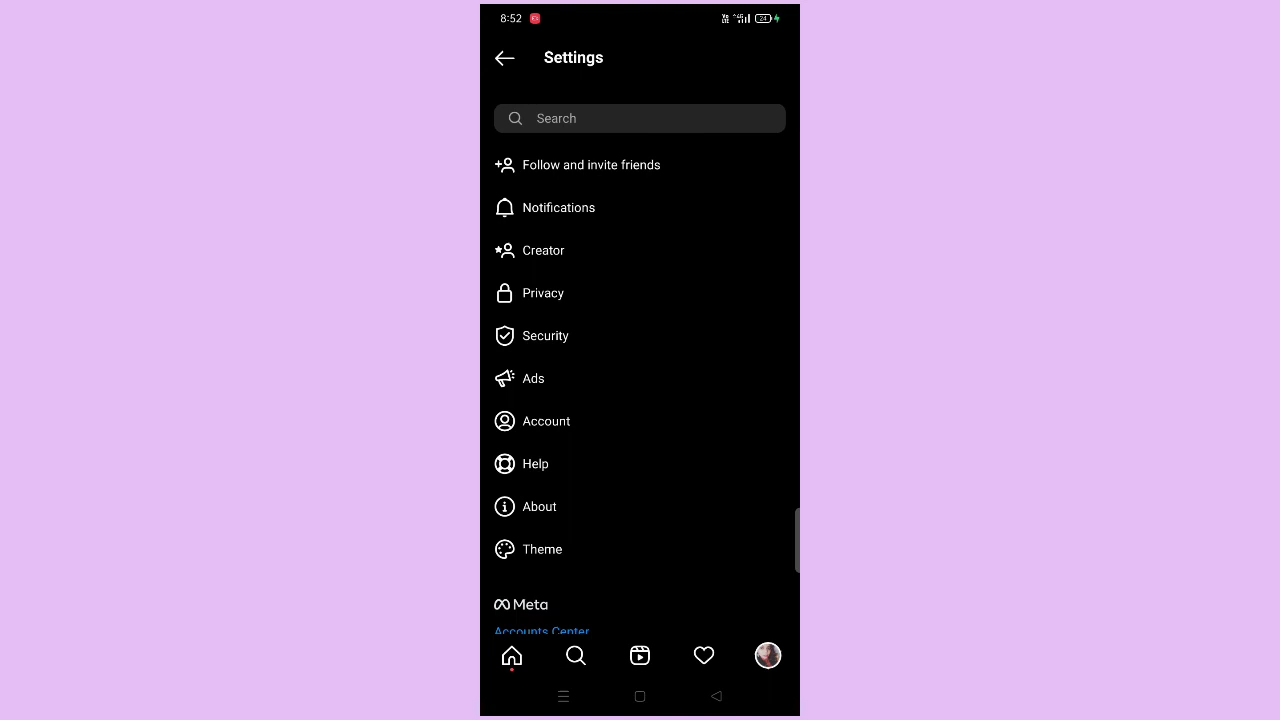 8:52
24
Settings
Search
Follow and invite friends
Notifications
Creator
Privacy
Security
Ads
Account
Help
About
Theme
Meta
Accounts Center